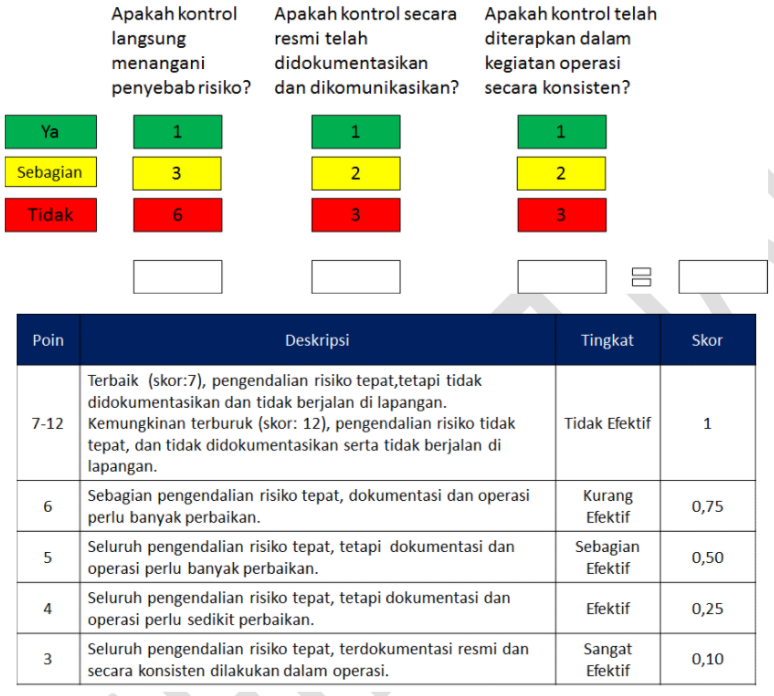 Apakah kontrol
langsung
menangani
penyebab risiko?
Apakah kontrol secara
resmi telah
didokumentasikan
dan dikomunikasikan?
Apakah kontrol telah
diterapkan dalam
kegiatan operasi
secara konsisten?
Ya 1 1 1
Sebagian 3 2 2
Tidak 6 3 3
=
Poin Deskripsi Tingkat Skor
7-12
Terbaik (skor:7), pengendalian risiko tepat,tetapi tidak
didokumentasikan dan tidak berjalan di lapangan.
Kemungkinan terburuk (skor: 12), pengendalian risiko tidak
tepat, dan tidak didokumentasikan serta tidak berjalan di
lapangan.
Tidak Efektif
1
6
Sebagian pengendalian risiko tepat, dokumentasi dan operasi
perlu banyak perbaikan.
Kurang
Efektif
0,75
5
Seluruh pengendalian risiko tepat, tetapi dokumentasi dan
operasi perlu banyak perbaikan.
Sebagian
Efektif
0,50
4
Seluruh pengendalian risiko tepat, tetapi dokumentasi dan
operasi perlu sedikit perbaikan.
Efektif
0,25
3
Seluruh pengendalian risiko tepat, terdokumentasi resmi dan
secara konsisten dilakukan dalam operasi.
Sangat
Efektif
0,10